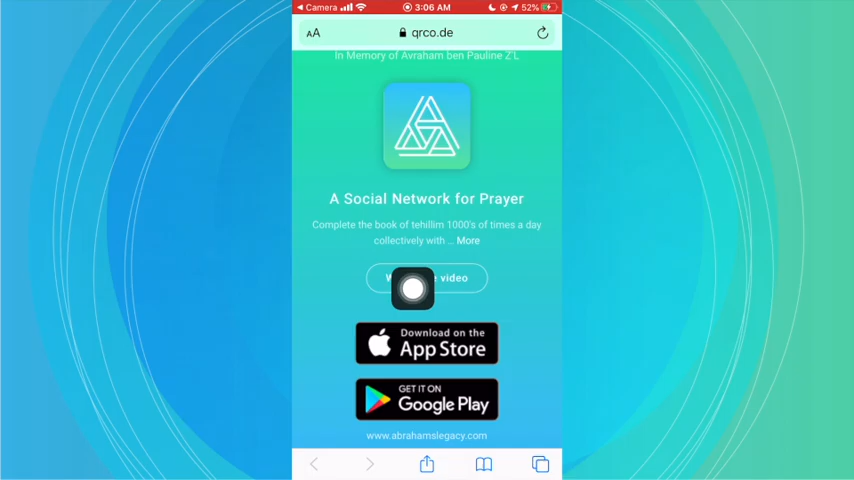 Camera
3:06 AM
52%
AA
qrco.de
In Memory of Avraham ben Pauline Z'L
A Social Network for Prayer
Complete the book of tehillim 1000's of times a day
collectively with ... More
video
Download on the
App Store
GET IT ON
Google Play
www.abrahamslegacy.com